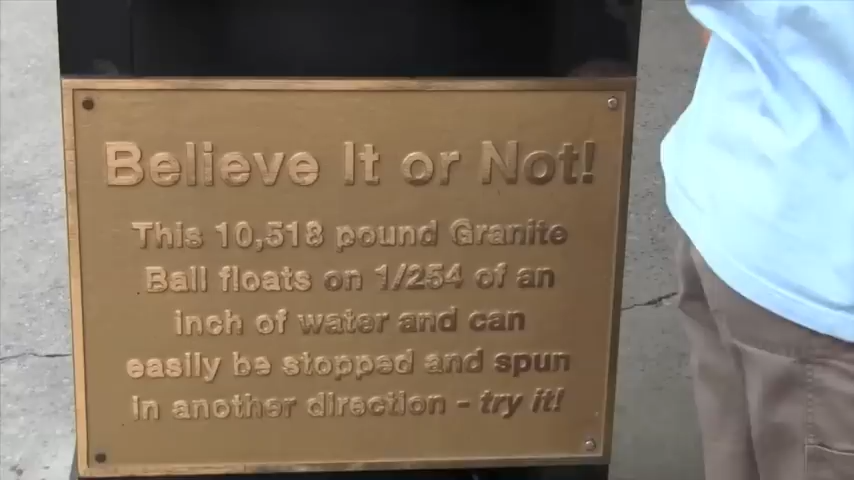 Believe It or Not!
This 10,518 pound Granite
Ball floats on 1/254 of an
inch of water and can
easily be stopped and spun
in another direction - try it!